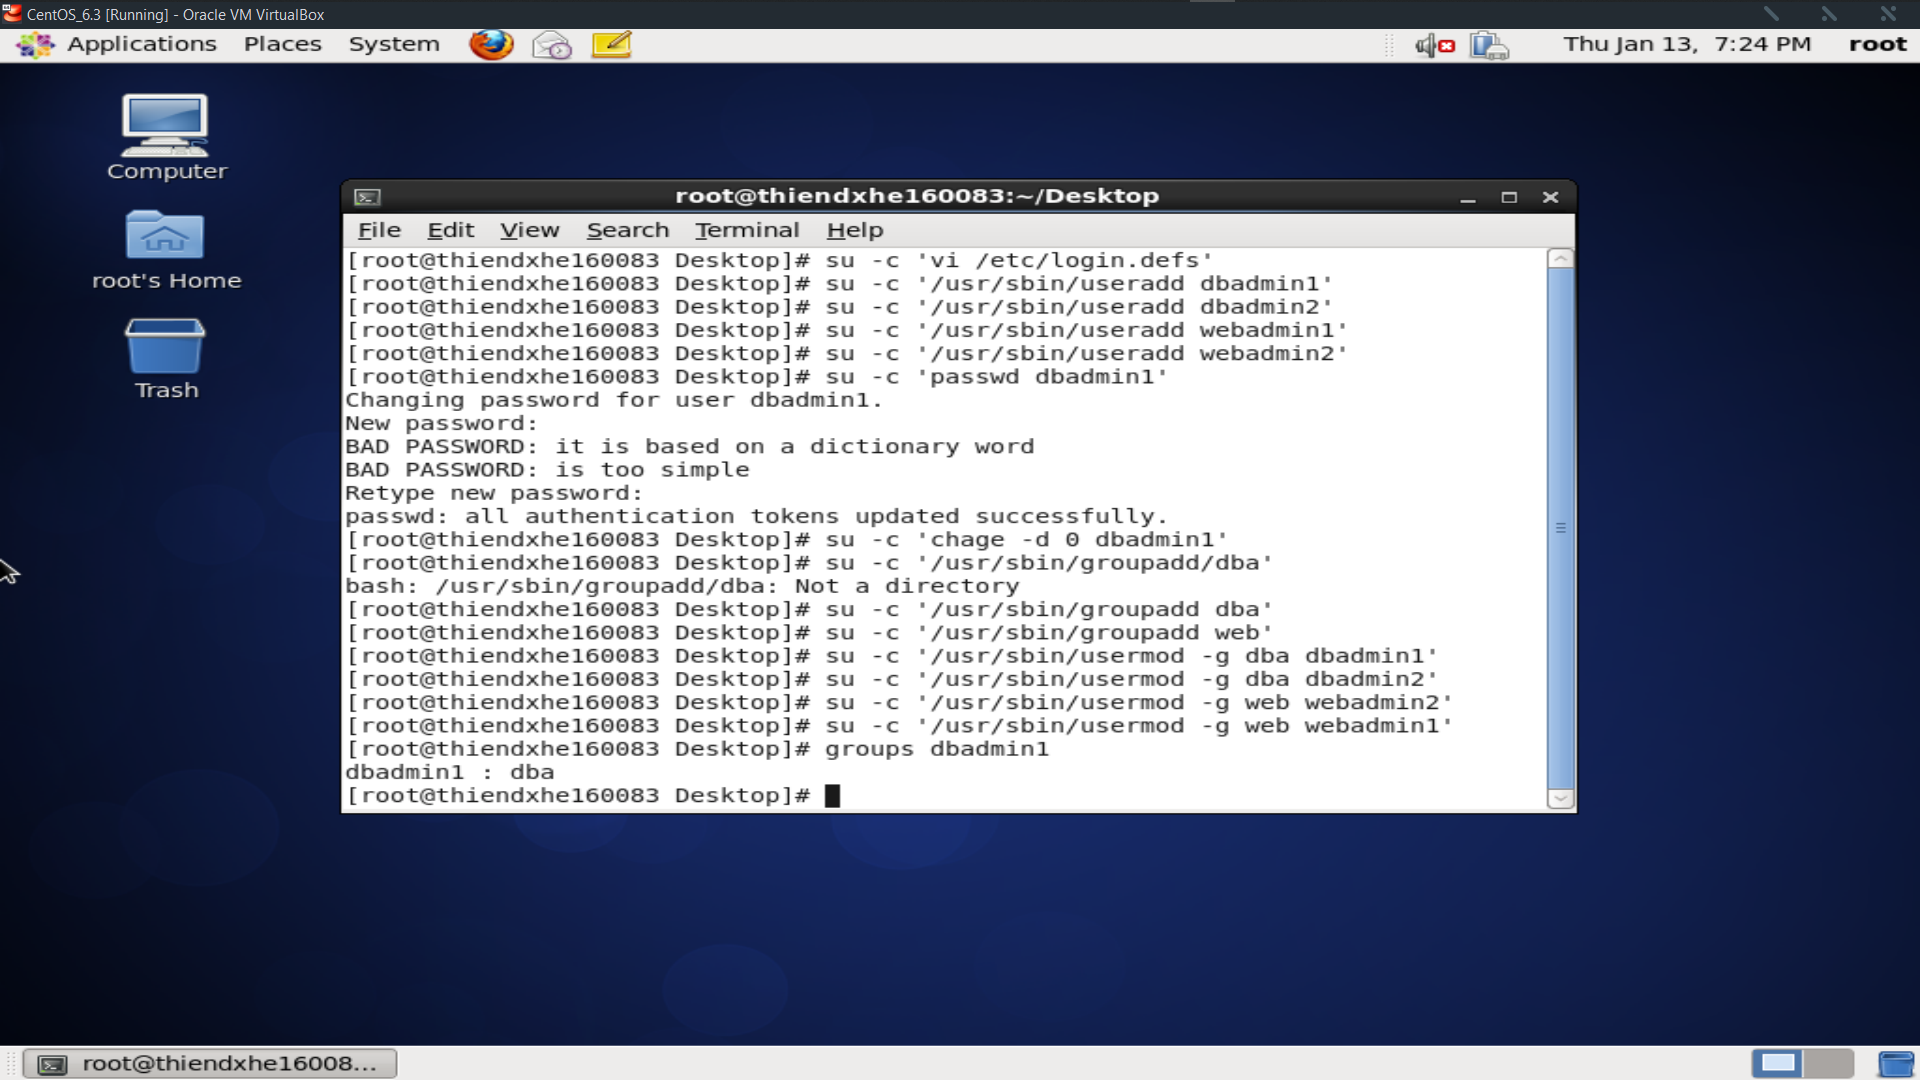 CentOS_6.3 [Running] - Oracle VM VirtualBox
Applications Places System Thu Jan 13, 7:24 PM root
Computer
root's Home
Trash
root@thiendxhe160083:~/Desktop
File Edit View Search Terminal Help
[root@thiendxhe160083 Desktop]# su -c 'vi /etc/login.defs'
[root@thiendxhe160083 Desktop]# su -c '/usr/sbin/useradd dbadmin1'
[root@thiendxhe160083 Desktop]# su -c '/usr/sbin/useradd dbadmin2'
[root@thiendxhe160083 Desktop]# su -c '/usr/sbin/useradd webadmin1'
[root@thiendxhe160083 Desktop]# su -c '/usr/sbin/useradd webadmin2'
[root@thiendxhe160083 Desktop]# su -c 'passwd dbadmin1'
Changing password for user dbadmin1.
New password:
BAD PASSWORD: it is based on a dictionary word
BAD PASSWORD: is too simple
Retype new password:
passwd: all authentication tokens updated successfully.
[root@thiendxhe160083 Desktop]# su -c 'chage -d 0 dbadmin1'
[root@thiendxhe160083 Desktop]# su -c '/usr/sbin/groupadd/dba'
bash: /usr/sbin/groupadd/dba: Not a directory
[root@thiendxhe160083 Desktop]# su -c '/usr/sbin/groupadd dba'
[root@thiendxhe160083 Desktop]# su -c '/usr/sbin/groupadd web'
[root@thiendxhe160083 Desktop]# su -c '/usr/sbin/usermod -g dba dbadmin1'
[root@thiendxhe160083 Desktop]# su -c '/usr/sbin/usermod -g dba dbadmin2'
[root@thiendxhe160083 Desktop]# su -c '/usr/sbin/usermod -g web webadmin2'
[root@thiendxhe160083 Desktop]# su -c '/usr/sbin/usermod -g web webadmin1'
[root@thiendxhe160083 Desktop]# groups dbadmin1
dbadmin1 : dba
[root@thiendxhe160083 Desktop]#
root@thiendxhe16008...